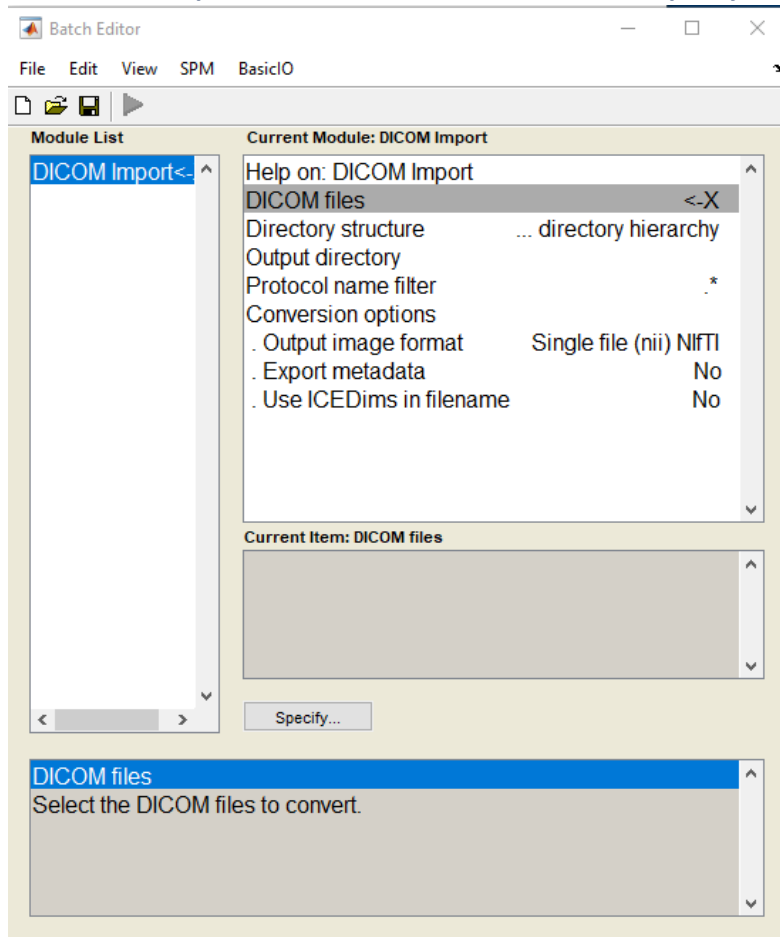 Batch Editor
File Edit View SPM BasicIO
Module List
Current Module: DICOM Import
DICOM Import<-
Help on: DICOM Import
DICOM files <-X
Directory structure ... directory hierarchy
Output directory
Protocol name filter .*
Conversion options
. Output image format Single file (nii) NIfTI
. Export metadata No
. Use ICEDims in filename No
Current Item: DICOM files
Specify...
DICOM files
Select the DICOM files to convert.